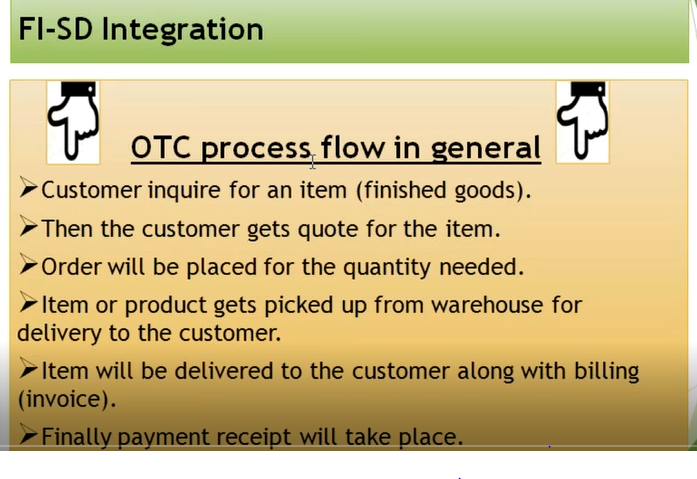 FI-SD Integration
OTC process flow in general
➢Customer inquire for an item (finished goods).
➢Then the customer gets quote for the item.
➢Order will be placed for the quantity needed.
➢Item or product gets picked up from warehouse for
delivery to the customer.
➢Item will be delivered to the customer along with billing
(invoice).
➢Finally payment receipt will take place.